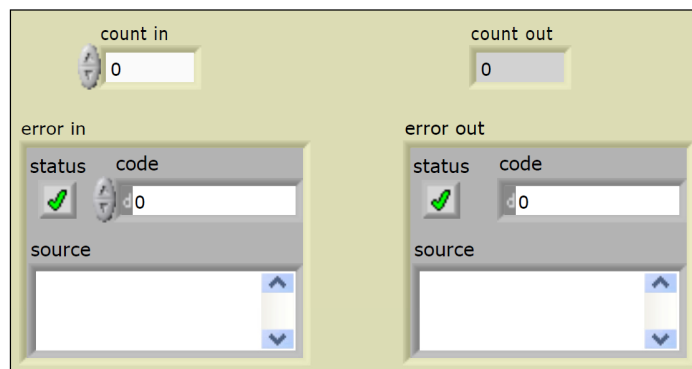 count in count out
0 0
error in error out
status code status code
d 0 d 0
source source